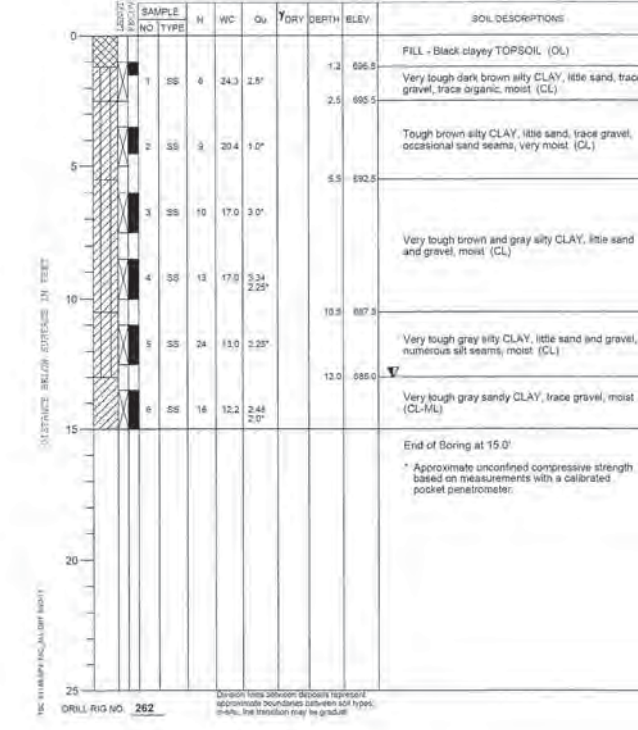 SAMPLE
NO. TYPE N WC Qu γDRY DEPTH ELEV. SOIL DESCRIPTIONS
0
FILL - Black clayey TOPSOIL (OL)
1.2 696.8
1 SS 6 24.3 2.5*
Very tough dark brown silty CLAY, little sand, trace
gravel, trace organic, moist (CL)
2.5 695.5
2 SS 9 20.4 1.0*
Tough brown silty CLAY, little sand, trace gravel,
occasional sand seams, very moist (CL)
5
5.5 692.5
3 SS 10 17.0 3.0*
Very tough brown and gray silty CLAY, little sand
and gravel, moist (CL)
4 SS 13 17.0 3.34
2.25*
10
10.5 687.5
5 SS 24 13.0 2.25*
Very tough gray silty CLAY, little sand and gravel,
numerous silt seams, moist (CL)
685.0
6 SS 16 12.2 2.48
2.0*
Very tough gray sandy CLAY, trace gravel, moist
(CL-ML)
15
End of Boring at 15.0'
* Approximate unconfined compressive strength
based on measurements with a calibrated
pocket penetrometer.
20
25
DISTANCE BELOW SURFACE IN FEET
DRILL RIG NO. 262
Division lines between deposits represent
approximate boundaries between soil types;
in-situ, the transition may be gradual.